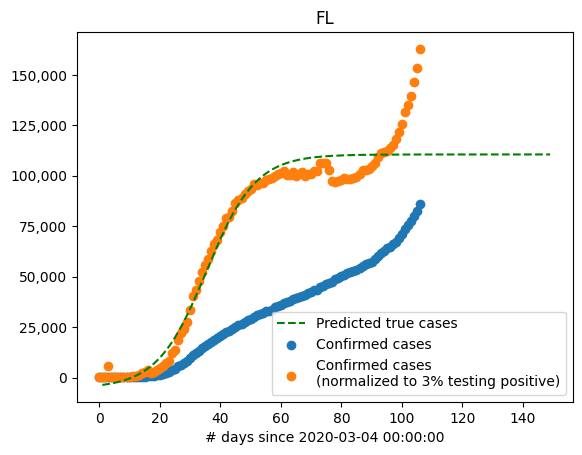 FL
150,000
125,000
100,000
75,000
50,000
25,000
0
Predicted true cases
Confirmed cases
Confirmed cases
(normalized to 3% testing positive)
0 20 40 60 80 100 120 140
# days since 2020-03-04 00:00:00